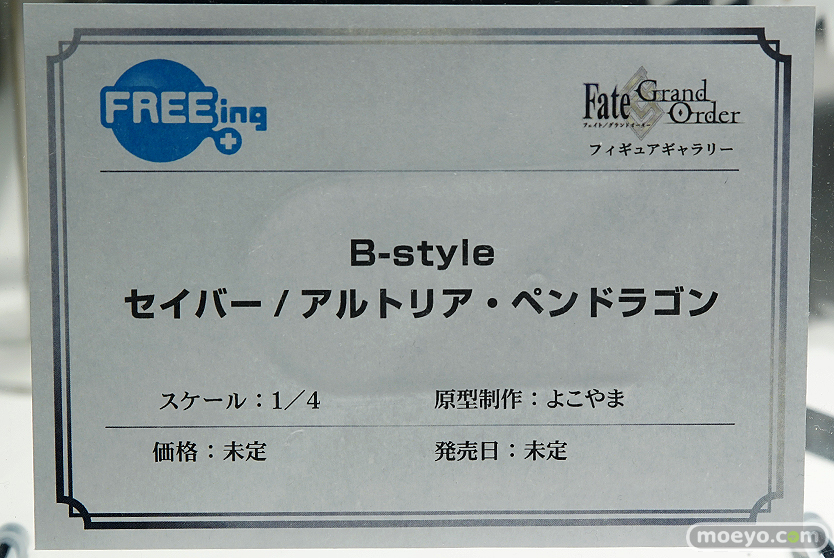 FREEing
Fate Grand Order
フェイト/グランドオーダー
フィギュアギャラリー
B-style
セイバー / アルトリア・ペンドラゴン
スケール：1／4
原型制作：よこやま
価格：未定
発売日：未定
moeyo.com